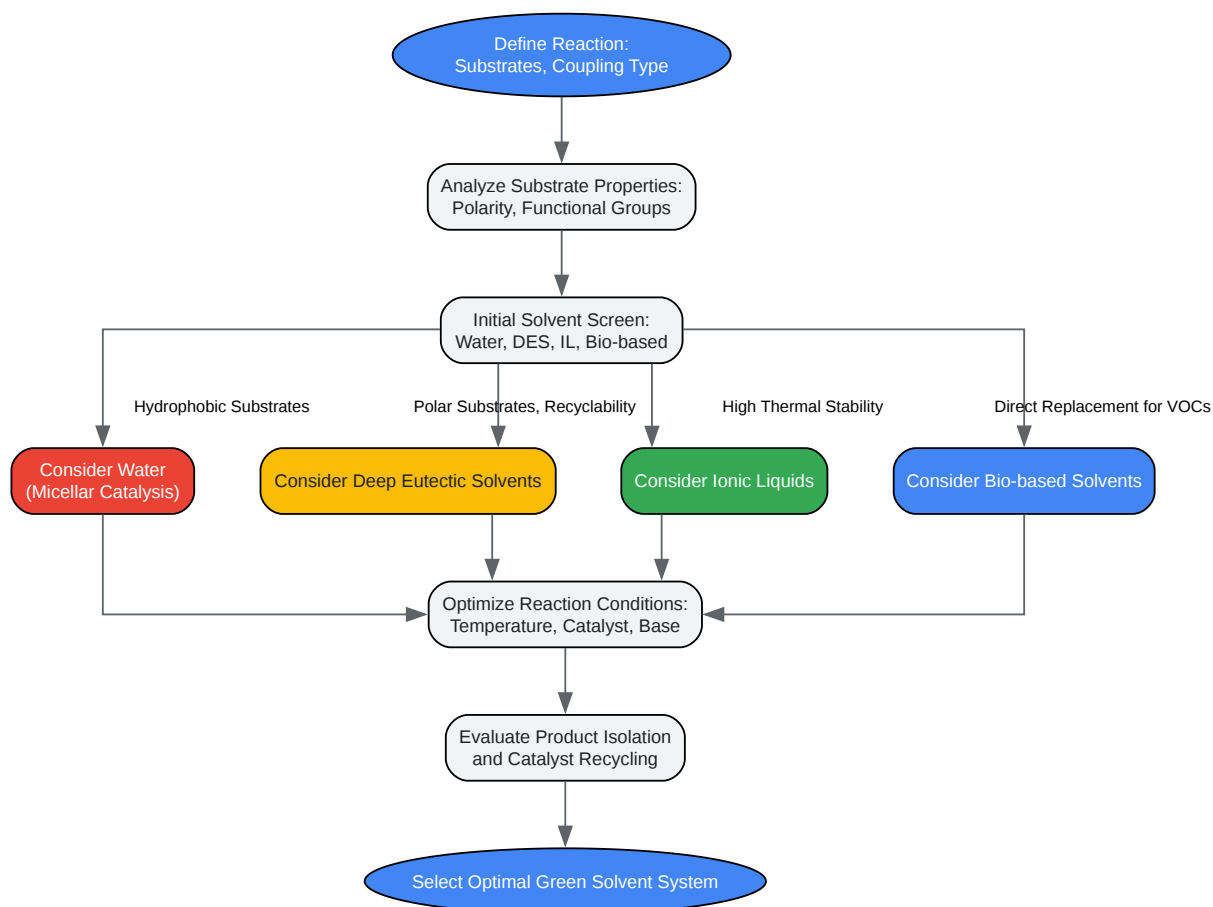 Define Reaction:
Substrates, Coupling Type
Analyze Substrate Properties:
Polarity, Functional Groups
Initial Solvent Screen:
Water, DES, IL, Bio-based
Hydrophobic Substrates
Polar Substrates, Recyclability
High Thermal Stability
Direct Replacement for VOCs
Consider Water
(Micellar Catalysis)
Consider Deep Eutectic Solvents
Consider Ionic Liquids
Consider Bio-based Solvents
Optimize Reaction Conditions:
Temperature, Catalyst, Base
Evaluate Product Isolation
and Catalyst Recycling
Select Optimal Green Solvent System